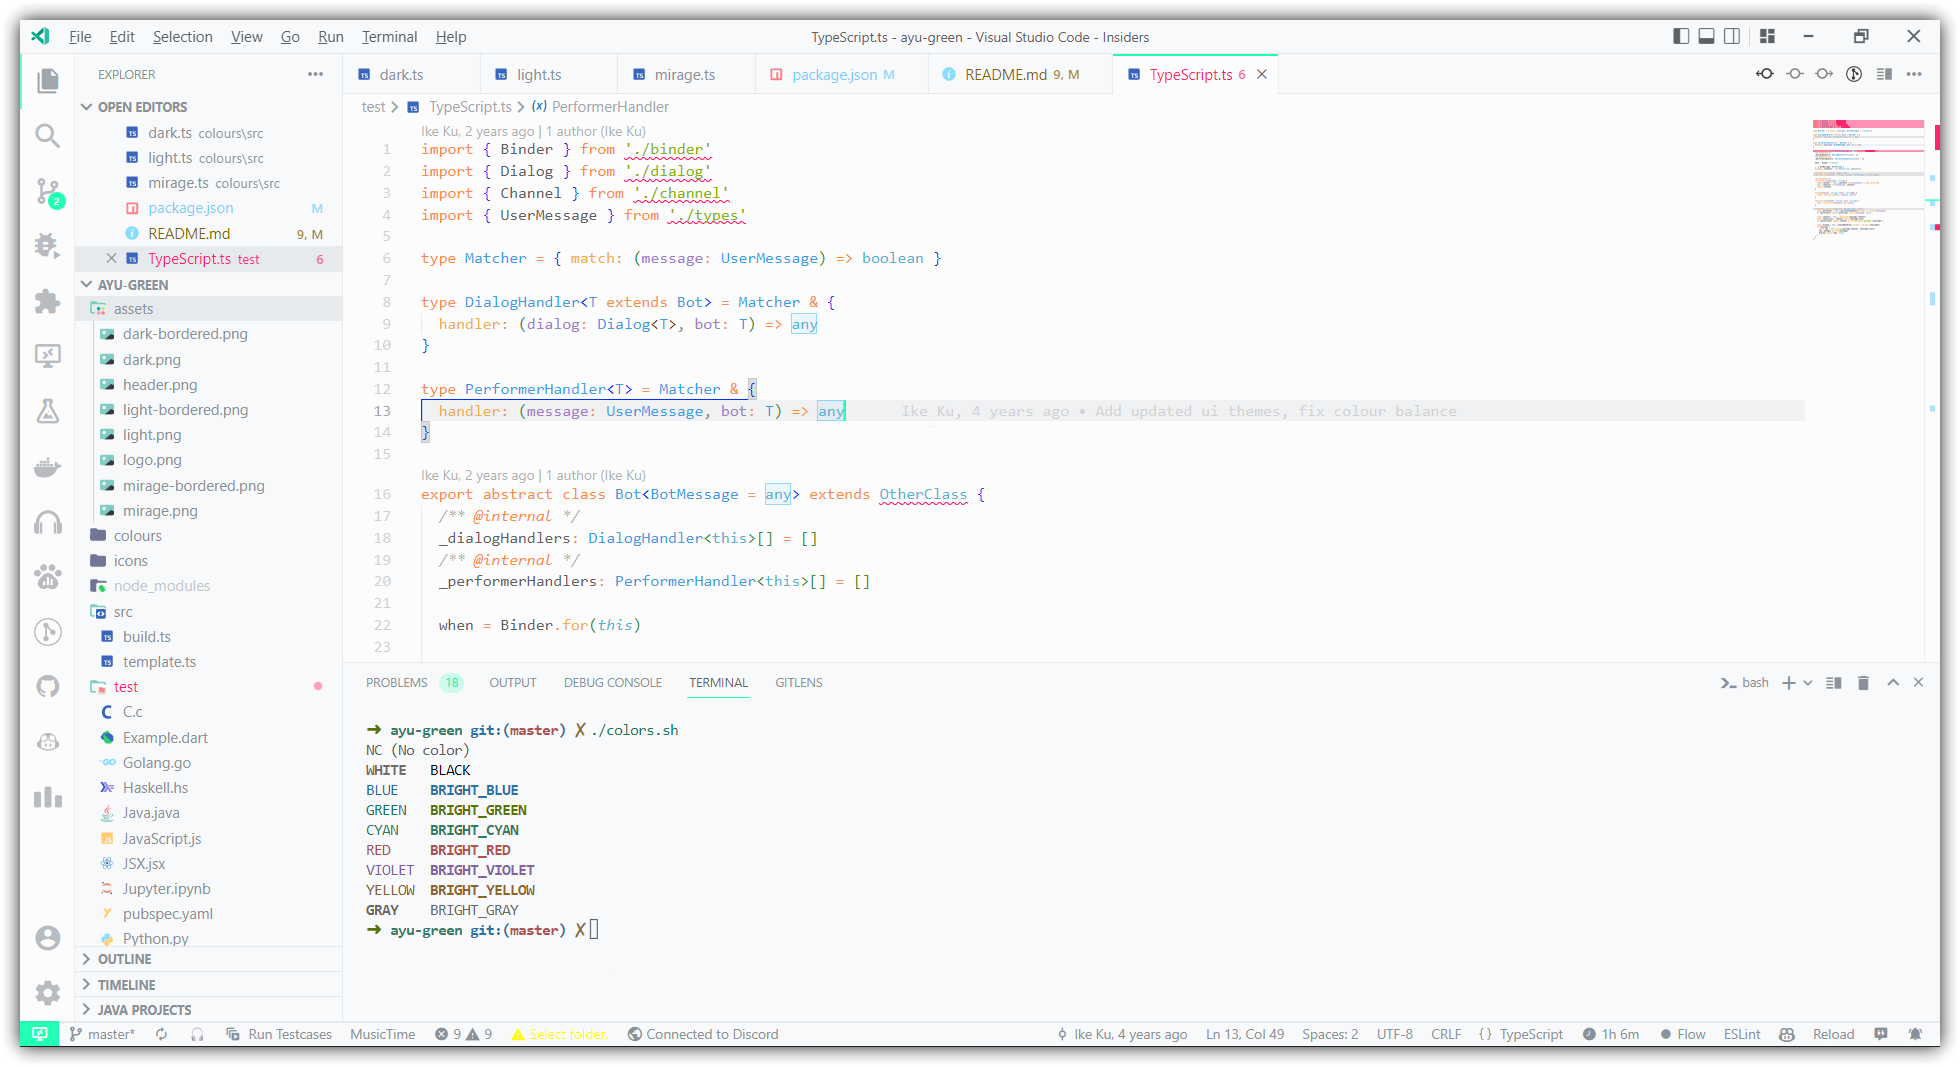 File Edit Selection View Go Run Terminal Help
TypeScript.ts - ayu-green - Visual Studio Code - Insiders
EXPLORER
OPEN EDITORS
dark.ts colours\src
light.ts colours\src
mirage.ts colours\src
package.json M
README.md 9, M
TypeScript.ts test 6
AYU-GREEN
assets
dark-bordered.png
dark.png
header.png
light-bordered.png
light.png
logo.png
mirage-bordered.png
mirage.png
colours
icons
node_modules
src
build.ts
template.ts
test
C.c
Example.dart
Golang.go
Haskell.hs
Java.java
JavaScript.js
JSX.jsx
Jupyter.ipynb
pubspec.yaml
Python.py
OUTLINE
TIMELINE
JAVA PROJECTS
2
dark.ts light.ts mirage.ts package.json M README.md 9, M TypeScript.ts 6
test > TypeScript.ts > PerformerHandler
Ike Ku, 2 years ago | 1 author (Ike Ku)
1 import { Binder } from './binder'
2 import { Dialog } from './dialog'
3 import { Channel } from './channel'
4 import { UserMessage } from './types'
5
6 type Matcher = { match: (message: UserMessage) => boolean }
7
8 type DialogHandler<T extends Bot> = Matcher & {
9 handler: (dialog: Dialog<T>, bot: T) => any
10 }
11
12 type PerformerHandler<T> = Matcher & {
13 handler: (message: UserMessage, bot: T) => any Ike Ku, 4 years ago • Add updated ui themes, fix colour balance
14 }
15
Ike Ku, 2 years ago | 1 author (Ike Ku)
16 export abstract class Bot<BotMessage = any> extends OtherClass {
17 /** @internal */
18 _dialogHandlers: DialogHandler<this>[] = []
19 /** @internal */
20 _performerHandlers: PerformerHandler<this>[] = []
21
22 when = Binder.for(this)
23
PROBLEMS 18 OUTPUT DEBUG CONSOLE TERMINAL GITLENS
bash
➜ ayu-green git:(master) ✗ ./colors.sh
NC (No color)
WHITE BLACK
BLUE BRIGHT_BLUE
GREEN BRIGHT_GREEN
CYAN BRIGHT_CYAN
RED BRIGHT_RED
VIOLET BRIGHT_VIOLET
YELLOW BRIGHT_YELLOW
GRAY BRIGHT_GRAY
➜ ayu-green git:(master) ✗
master* Run Testcases MusicTime 9 9 Select folder. Connected to Discord Ike Ku, 4 years ago Ln 13, Col 49 Spaces: 2 UTF-8 CRLF {} TypeScript 1h 6m Flow ESLint Reload